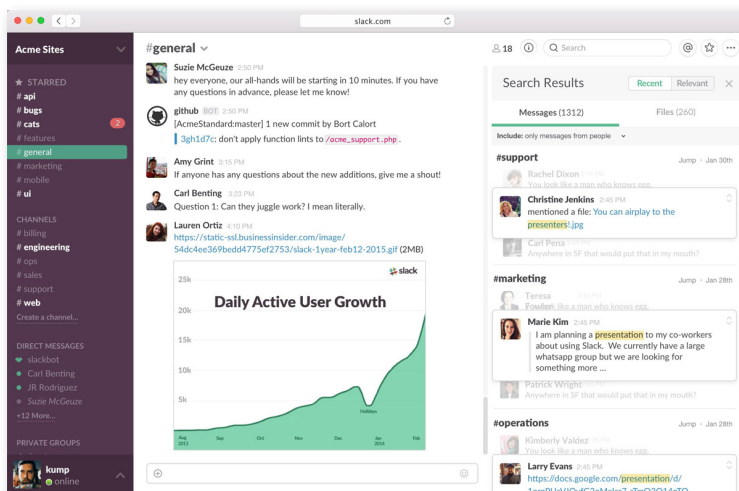 slack.com
Acme Sites
★ STARRED
# api
# bugs
# cats 2
# features
# general
# marketing
# mobile
# ui
CHANNELS
# billing
# engineering
# ops
# sales
# support
# web
Create a channel...
DIRECT MESSAGES
slackbot
Carl Benting
JR Rodriguez
Suzie McGeuze
+12 More...
PRIVATE GROUPS
kump
online
#general
Suzie McGeuze 2:50 PM
hey everyone, our all-hands will be starting in 10 minutes. If you have
any questions in advance, please let me know!
github BOT 2:50 PM
[AcmeStandard:master] 1 new commit by Bort Calort
3gh1d7c: don't apply function lints to /acme_support.php.
Amy Grint 3:15 PM
If anyone has any questions about the new additions, give me a shout!
Carl Benting 3:23 PM
Question 1: Can they juggle work? I mean literally.
Lauren Ortiz 4:10 PM
https://static-ssl.businessinsider.com/image/
54dc4ee369bedd4775ef2753/slack-1year-feb12-2015.gif (2MB)
slack
Daily Active User Growth
25k
20k
15k
10k
5k
Holidays
Aug Sep Oct Nov Dec Jan Feb
2013 2014
18
Search
Search Results
Recent Relevant
Messages (1312) Files (260)
Include: only messages from people
#support Jump • Jan 30th
Rachel Dixon 2:45 PM
You look like a man who knows egg.
Christine Jenkins 2:45 PM
mentioned a file: You can airplay to the
presenters!.jpg
Carl Pena
Anywhere in SF that would put that in my mouth?
#marketing Jump • Jan 28th
Teresa
Fowler
like a man who knows egg.
Marie Kim 2:45 PM
I am planning a presentation to my co-workers
about using Slack. We currently have a large
whatsapp group but we are looking for
something more ...
Patrick Wright
Anywhere in SF that would put that in my mouth?
#operations Jump • Jan 28th
Kimberly Valdez
You look like a man who knows egg.
Larry Evans 2:45 PM
https://docs.google.com/presentation/d/